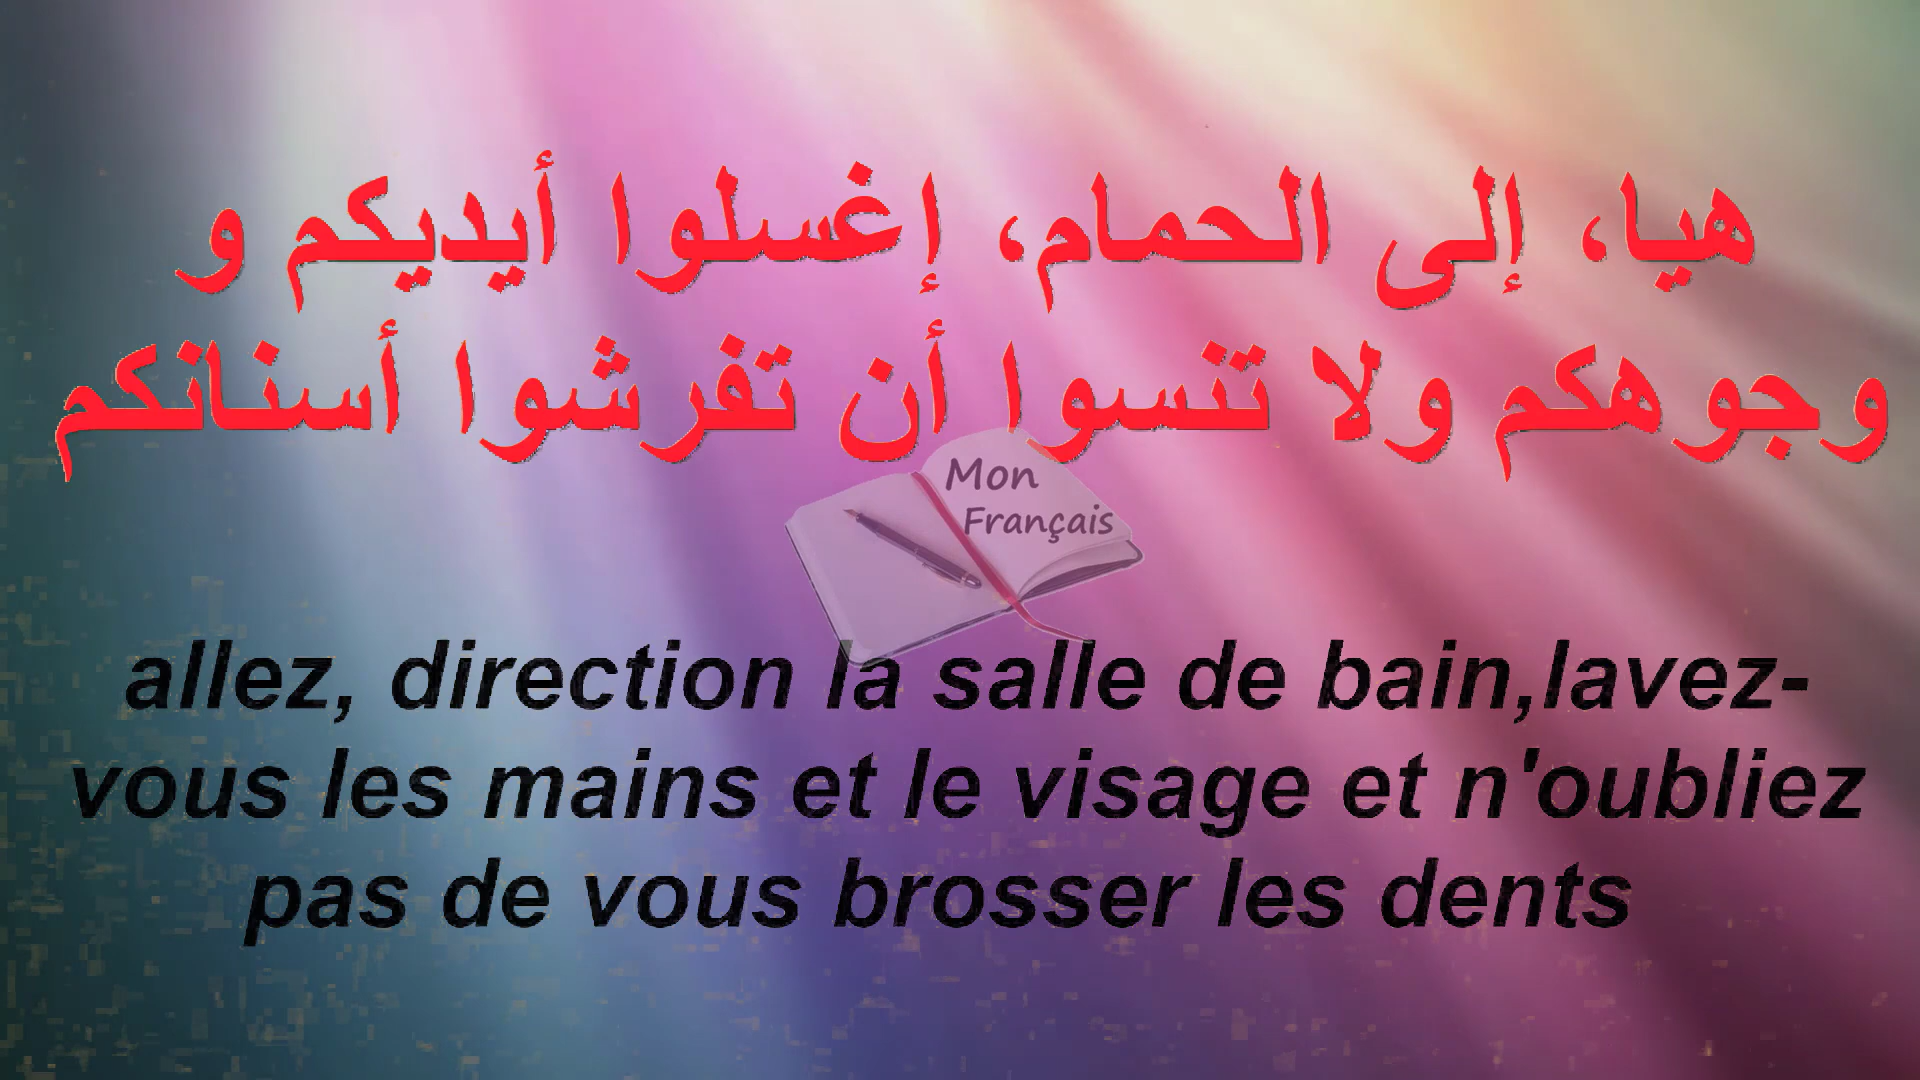 هيا، إلى الحمام، إغسلوا أيديكم و
وجوهكم ولا تنسوا أن تفرشوا أسنانكم
Mon
Français
allez, direction la salle de bain,lavez-
vous les mains et le visage et n'oubliez
pas de vous brosser les dents